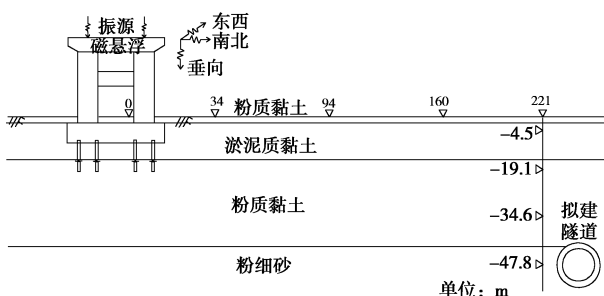 振源
磁悬浮
东西
南北
垂向
0 34 94 160 221
粉质黏土
-4.5
淤泥质黏土
-19.1
粉质黏土
-34.6
拟建
隧道
粉细砂
-47.8
单位：m